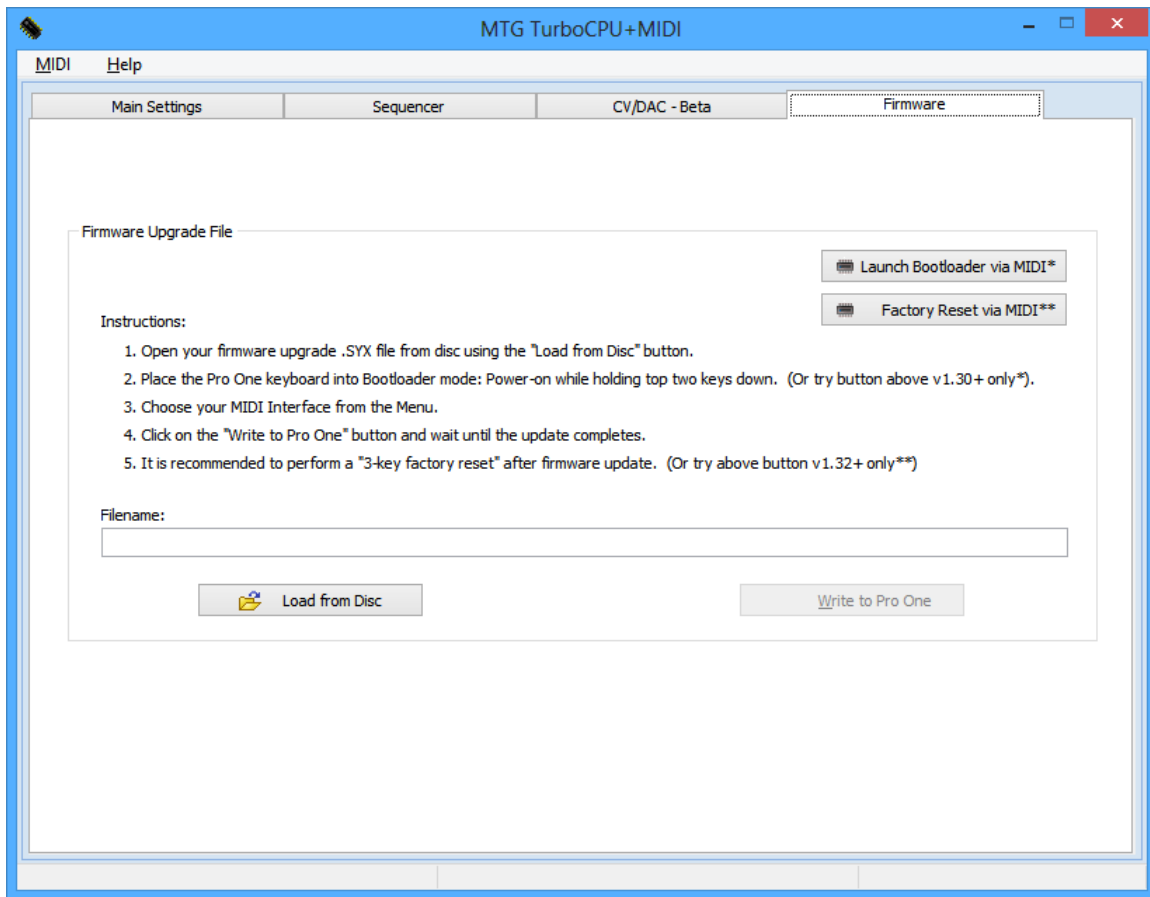 MTG TurboCPU+MIDI
MIDI Help
Main Settings Sequencer CV/DAC - Beta Firmware
Firmware Upgrade File
Launch Bootloader via MIDI*
Factory Reset via MIDI**
Instructions:
1. Open your firmware upgrade .SYX file from disc using the "Load from Disc" button.
2. Place the Pro One keyboard into Bootloader mode: Power-on while holding top two keys down. (Or try button above v1.30+ only*).
3. Choose your MIDI Interface from the Menu.
4. Click on the "Write to Pro One" button and wait until the update completes.
5. It is recommended to perform a "3-key factory reset" after firmware update. (Or try above button v1.32+ only**)
Filename:
Load from Disc Write to Pro One